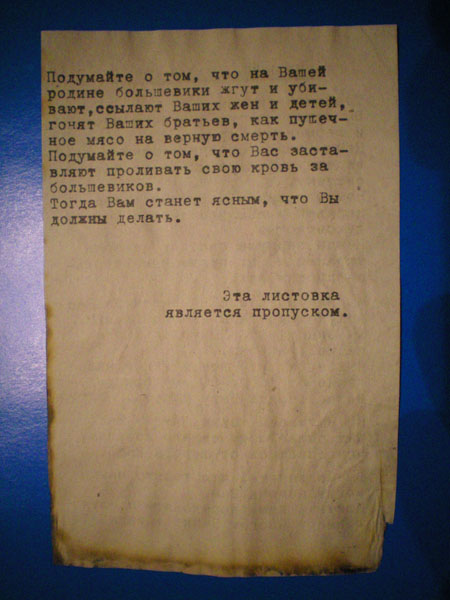 Подумайте о том, что на Вашей
родине большевики жгут и уби-
вают,ссылают Ваших жен и детей,
гонят Ваших братьев, как пушеч-
ное мясо на верную смерть.
Подумайте о том, что Вас заста-
вляют проливать свою кровь за
большевиков.
Тогда Вам станет ясным, что Вы
должны делать.
Эта листовка
является пропуском.